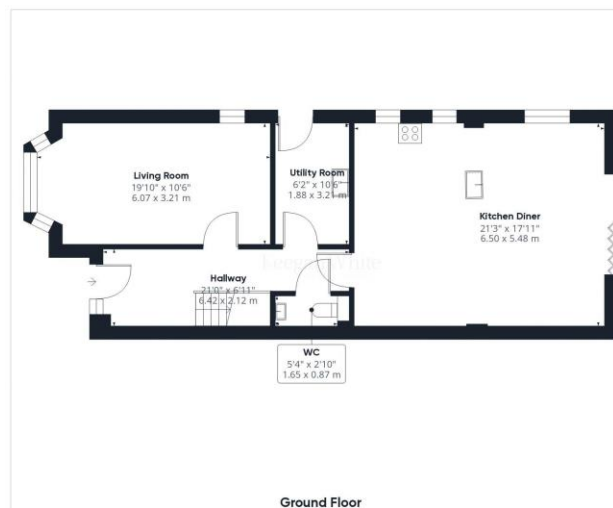 Living Room
19'10" x 10'6"
6.07 x 3.21 m
Utility Room
6'2" x 10'6"
1.88 x 3.21 m
Kitchen Diner
21'3" x 17'11"
6.50 x 5.48 m
Keegan White
Hallway
21'0" x 6'11"
6.42 x 2.12 m
WC
5'4" x 2'10"
1.65 x 0.87 m
Ground Floor